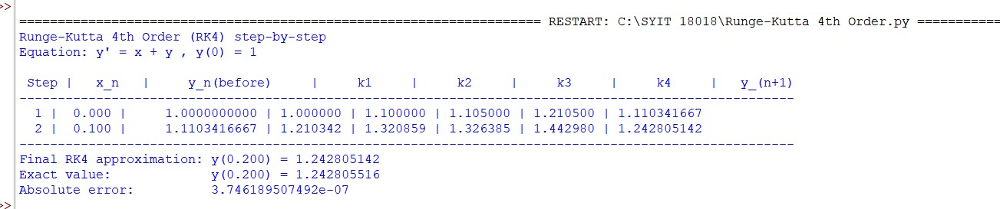 >>
==================================================================== RESTART: C:\SYIT 18018\Runge-Kutta 4th Order.py ===========
Runge-Kutta 4th Order (RK4) step-by-step
Equation: y' = x + y , y(0) = 1
Step | x_n | y_n(before) | k1 | k2 | k3 | k4 | y_(n+1)
-----------------------------------------------------------------------------------------------------
1 | 0.000 | 1.0000000000 | 1.000000 | 1.100000 | 1.105000 | 1.210500 | 1.110341667
2 | 0.100 | 1.1103416667 | 1.210342 | 1.320859 | 1.326385 | 1.442980 | 1.242805142
-----------------------------------------------------------------------------------------------------
Final RK4 approximation: y(0.200) = 1.242805142
Exact value: y(0.200) = 1.242805516
Absolute error: 3.746189507492e-07
>>